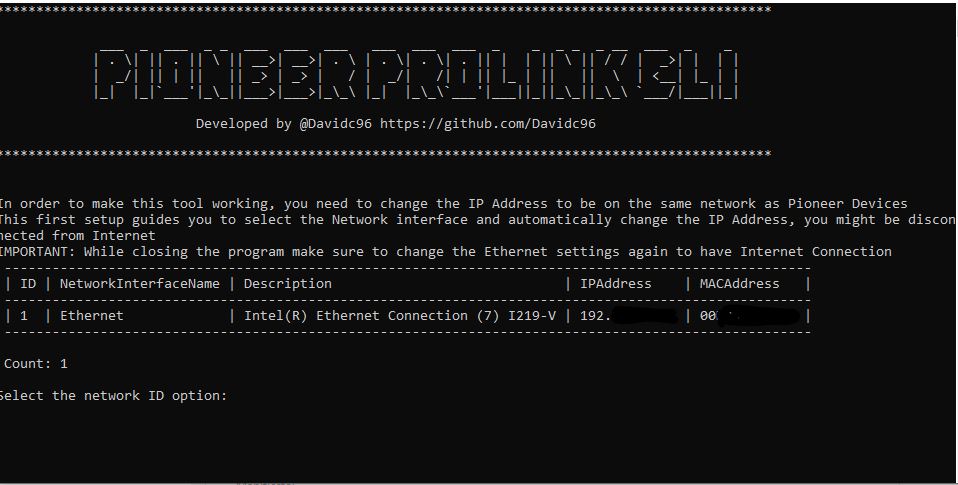 ****************************************************************************************************
PIONEER PROLINK CLI
Developed by @Davidc96 https://github.com/Davidc96
****************************************************************************************************
In order to make this tool working, you need to change the IP Address to be on the same network as Pioneer Devices
This first setup guides you to select the Network interface and automatically change the IP Address, you might be discon
nected from Internet
IMPORTANT: While closing the program make sure to change the Ethernet settings again to have Internet Connection
| ID | NetworkInterfaceName | Description | IPAddress | MACAddress |
| 1 | Ethernet | Intel(R) Ethernet Connection (7) I219-V | 192. | 00 |
Count: 1
Select the network ID option: